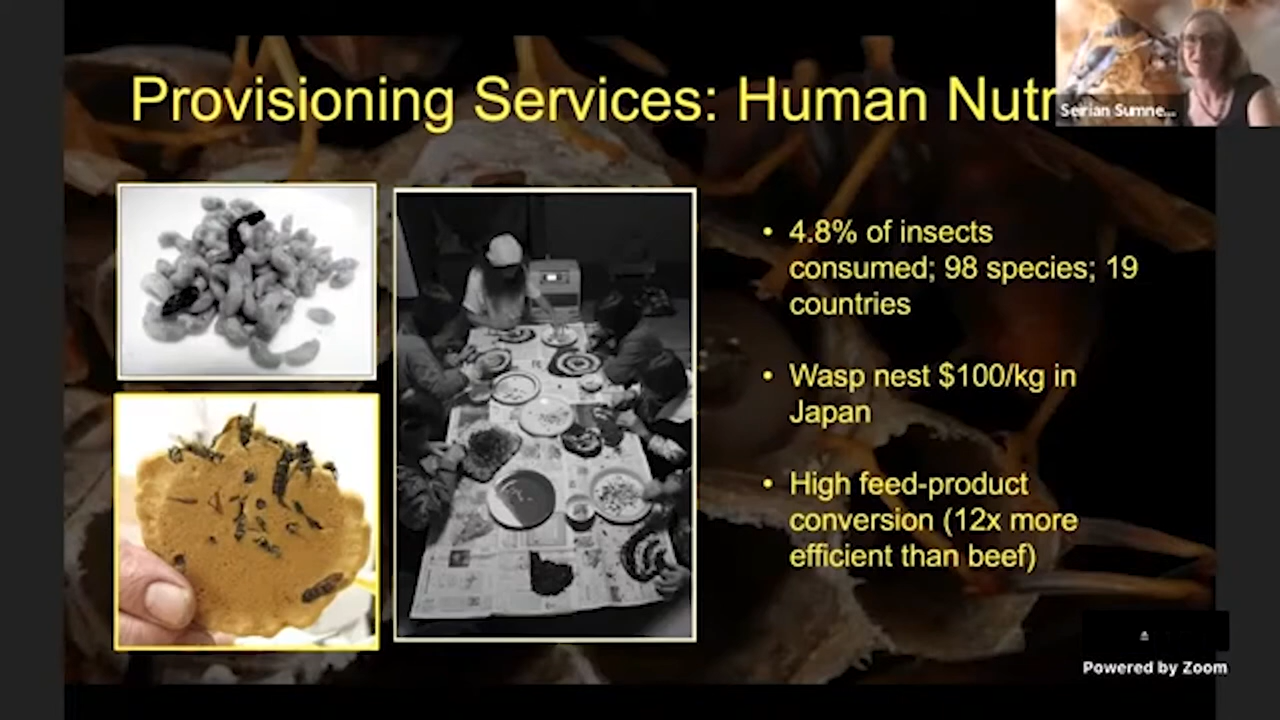 Provisioning Services: Human Nutr
Serian Sumne...
• 4.8% of insects
consumed; 98 species; 19
countries
• Wasp nest $100/kg in
Japan
• High feed-product
conversion (12x more
efficient than beef)
Powered by Zoom